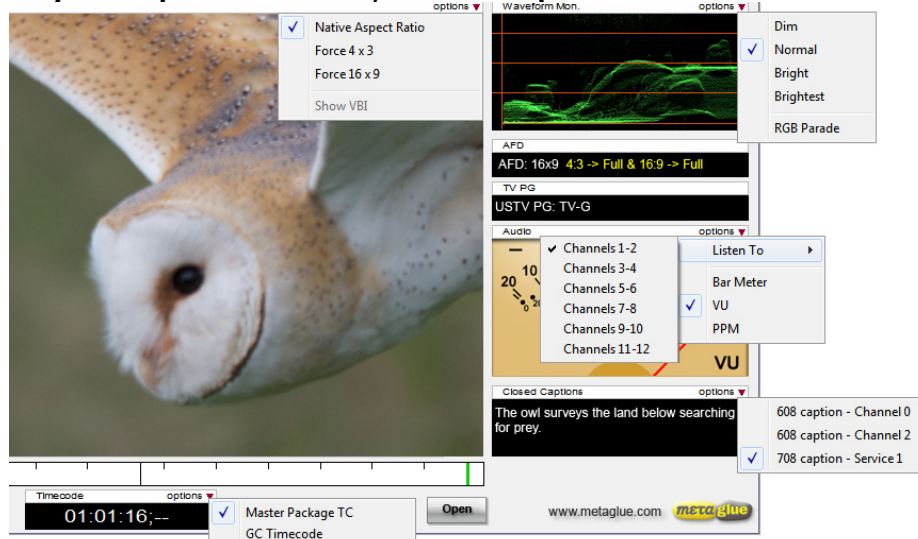 options
Native Aspect Ratio
Force 4 x 3
Force 16 x 9
Show VBI
Waveform Mon. options
Dim
Normal
Bright
Brightest
RGB Parade
AFD
AFD: 16x9 4:3 -> Full & 16:9 -> Full
TV PG
USTV PG: TV-G
Audio options
20 10
0 20
Channels 1-2
Channels 3-4
Channels 5-6
Channels 7-8
Channels 9-10
Channels 11-12
Listen To
Bar Meter
VU
PPM
VU
Closed Captions options
The owl surveys the land below searching
for prey.
608 caption - Channel 0
608 caption - Channel 2
708 caption - Service 1
Timecode options
01:01:16;--
Master Package TC
GC Timecode
Open
www.metaglue.com metaglue